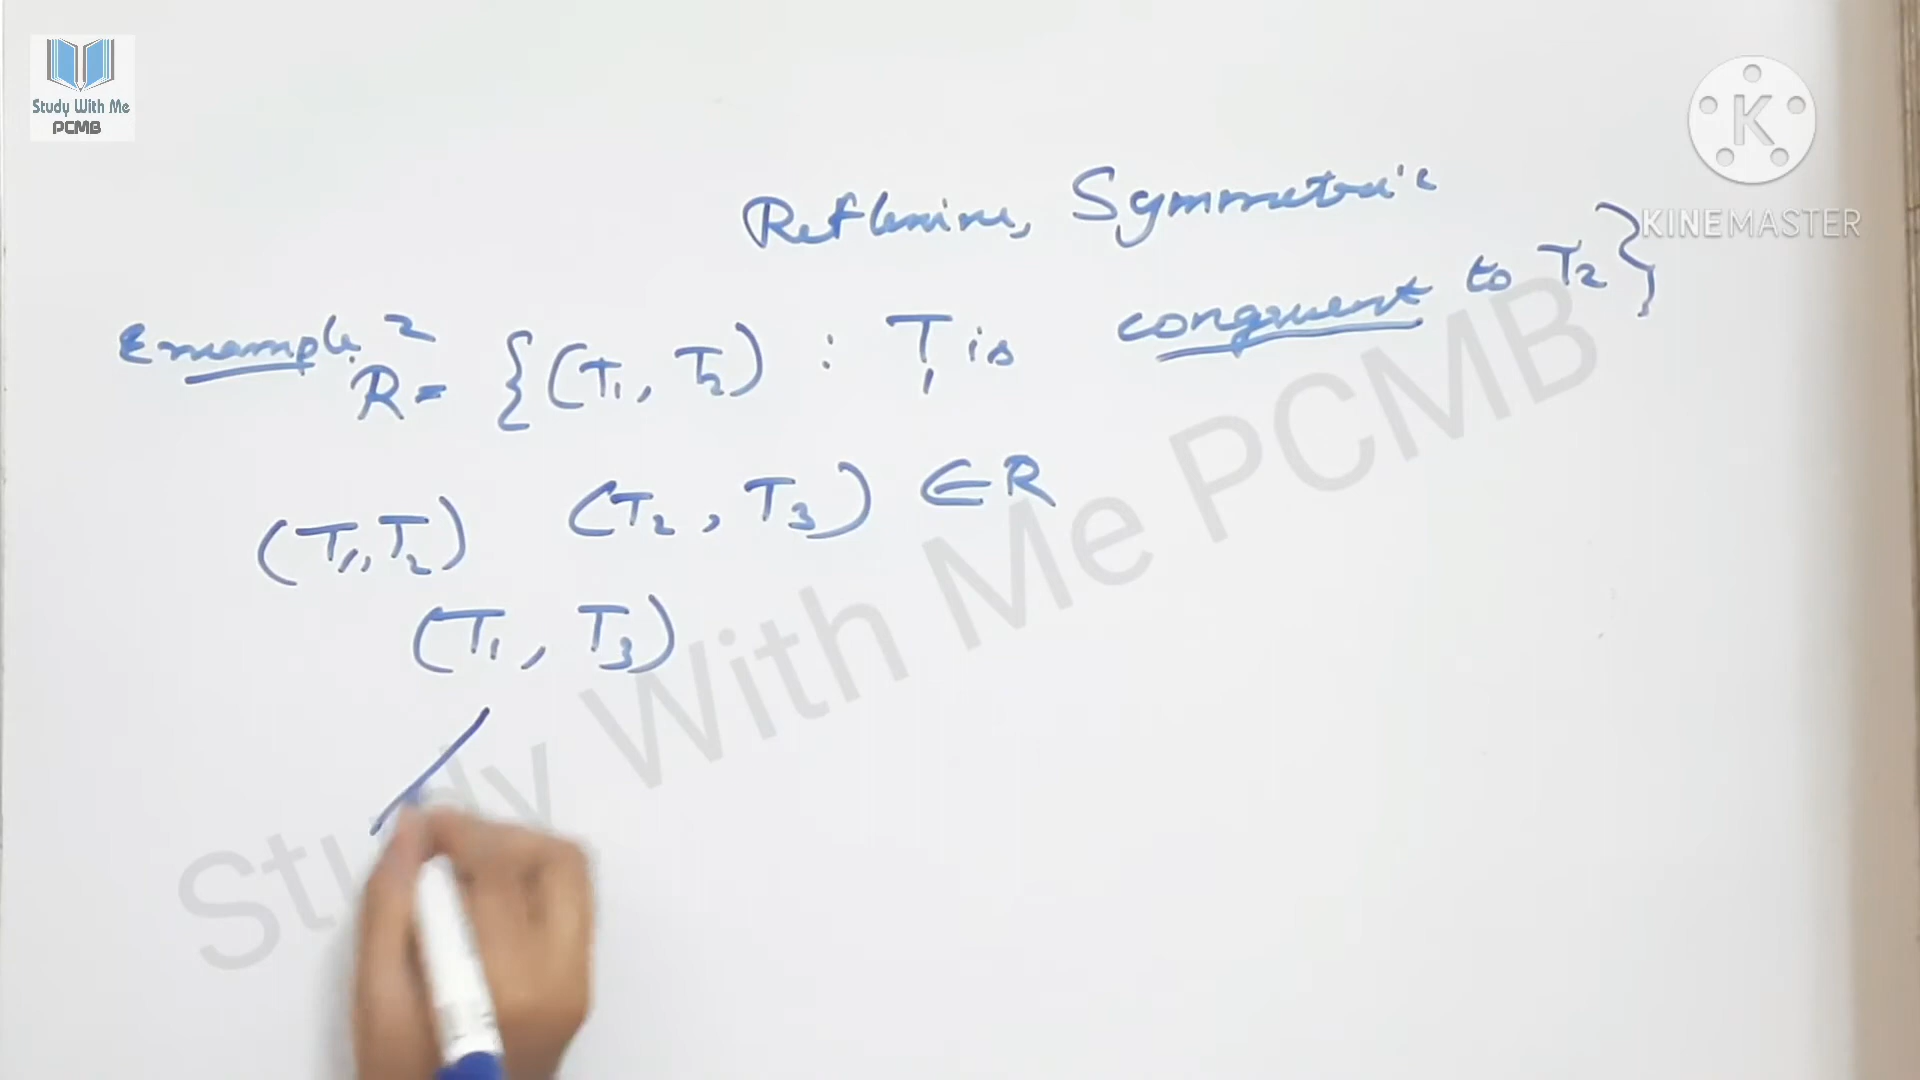 Study With Me
PCMB
KINEMASTER
Reflexive, Symmetric
Example 2
R = {(T1, T2) : T1 is congruent to T2}
(T1, T2) (T2, T3) ∈ R
(T1, T3)
Study With Me PCMB